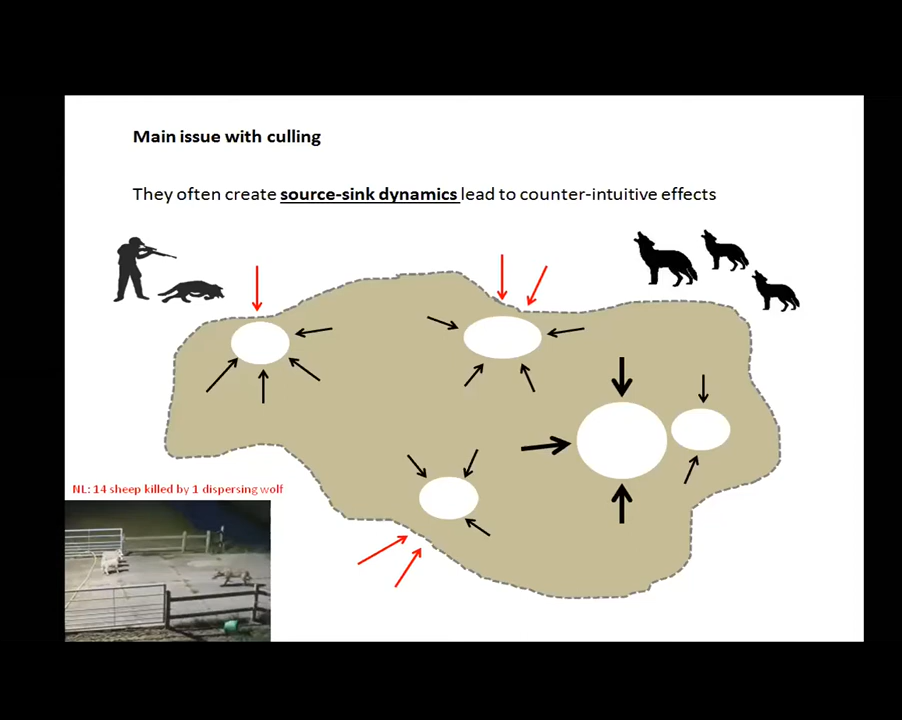 Main issue with culling
They often create source-sink dynamics lead to counter-intuitive effects
NL: 14 sheep killed by 1 dispersing wolf